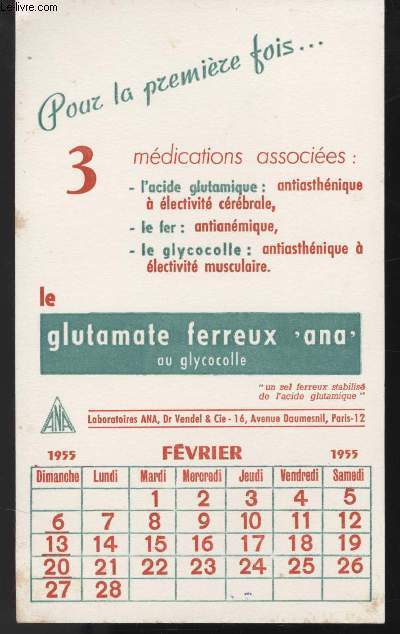 Le-livre.com
Pour la première fois...
3 médications associées :
- l'acide glutamique : antiasthénique
à électivité cérébrale,
- le fer : antianémique,
- le glycocolle : antiasthénique à
électivité musculaire.
le
glutamate ferreux 'ana'
au glycocolle
"un sel ferreux stabilisé
de l'acide glutamique"
ANA
Laboratoires ANA, Dr Vendel & Cie - 16, Avenue Daumesnil, Paris-12
1955 FÉVRIER 1955
Dimanche Lundi Mardi Mercredi Jeudi Vendredi Samedi
1 2 3 4 5
6 7 8 9 10 11 12
13 14 15 16 17 18 19
20 21 22 23 24 25 26
27 28